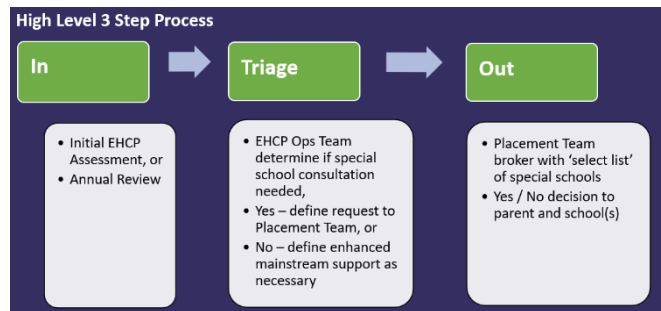 High Level 3 Step Process
In
Triage
Out
• Initial EHCP
Assessment, or
• Annual Review
• EHCP Ops Team
determine if special
school consultation
needed,
• Yes – define request to
Placement Team, or
• No – define enhanced
mainstream support as
necessary
• Placement Team
broker with ‘select list’
of special schools
• Yes / No decision to
parent and school(s)